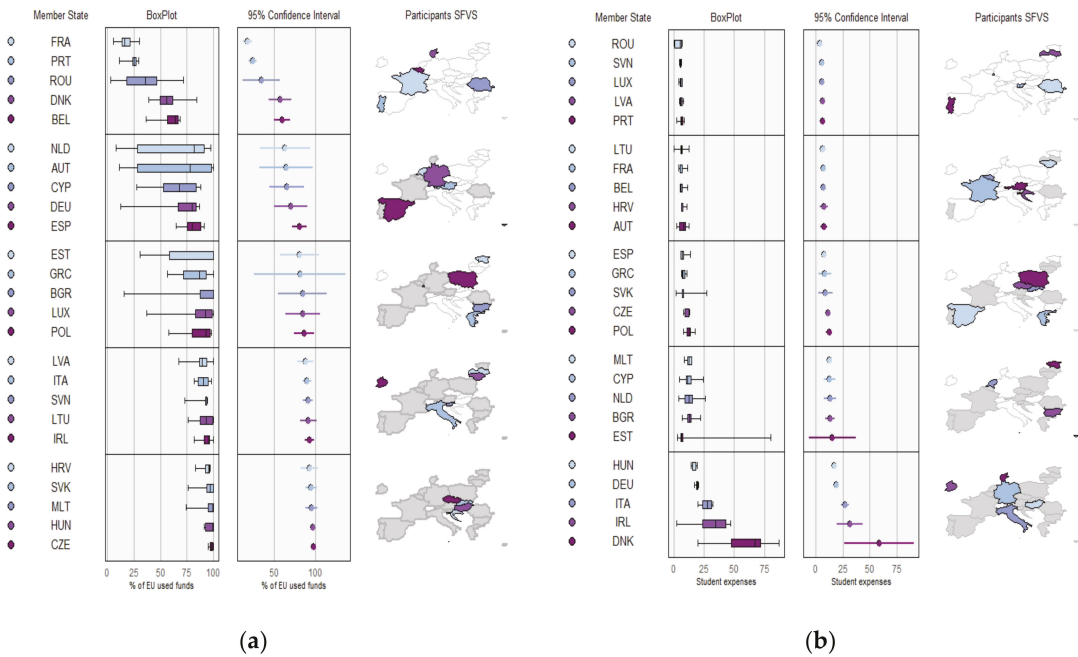 Member State BoxPlot 95% Confidence Interval Participants SFVS
FRA
PRT
ROU
DNK
BEL
NLD
AUT
CYP
DEU
ESP
EST
GRC
BGR
LUX
POL
LVA
ITA
SVN
LTU
IRL
HRV
SVK
MLT
HUN
CZE
0 25 50 75 100 50 100
% of EU used funds % of EU used funds
(a)
Member State BoxPlot 95% Confidence Interval Participants SFVS
ROU
SVN
LUX
LVA
PRT
LTU
FRA
BEL
HRV
AUT
ESP
GRC
SVK
CZE
POL
MLT
CYP
NLD
BGR
EST
HUN
DEU
ITA
IRL
DNK
0 25 50 75 0 25 50 75
Student expenses Student expenses
(b)